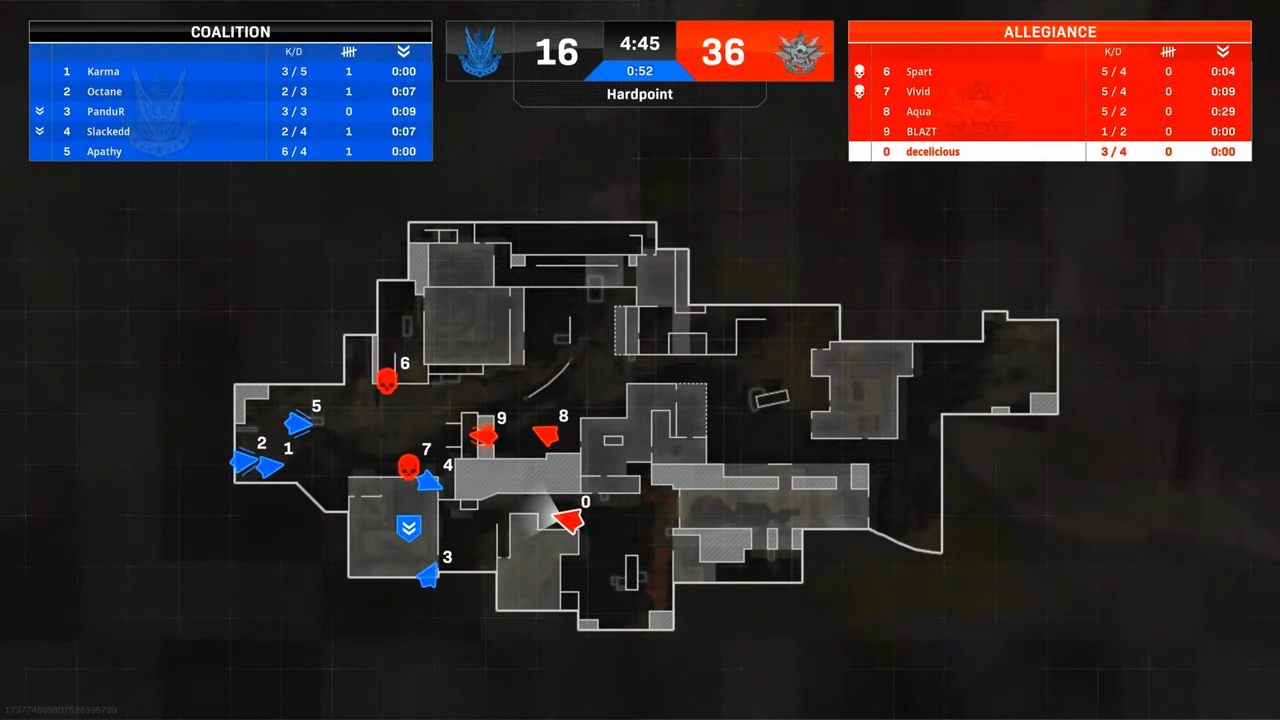 COALITION
K/D
1 Karma 3 / 5 1 0:00
2 Octane 2 / 3 1 0:07
3 PanduR 3 / 3 0 0:09
4 Slackedd 2 / 4 1 0:07
5 Apathy 6 / 4 1 0:00
16 4:45 36
0:52
Hardpoint
ALLEGIANCE
K/D
6 Spart 5 / 4 0 0:04
7 Vivid 5 / 4 0 0:09
8 Aqua 5 / 2 0 0:29
9 BLAZT 1 / 2 0 0:00
0 decelicious 3 / 4 0 0:00
6
5
9 8
2 1
7
4
0
3